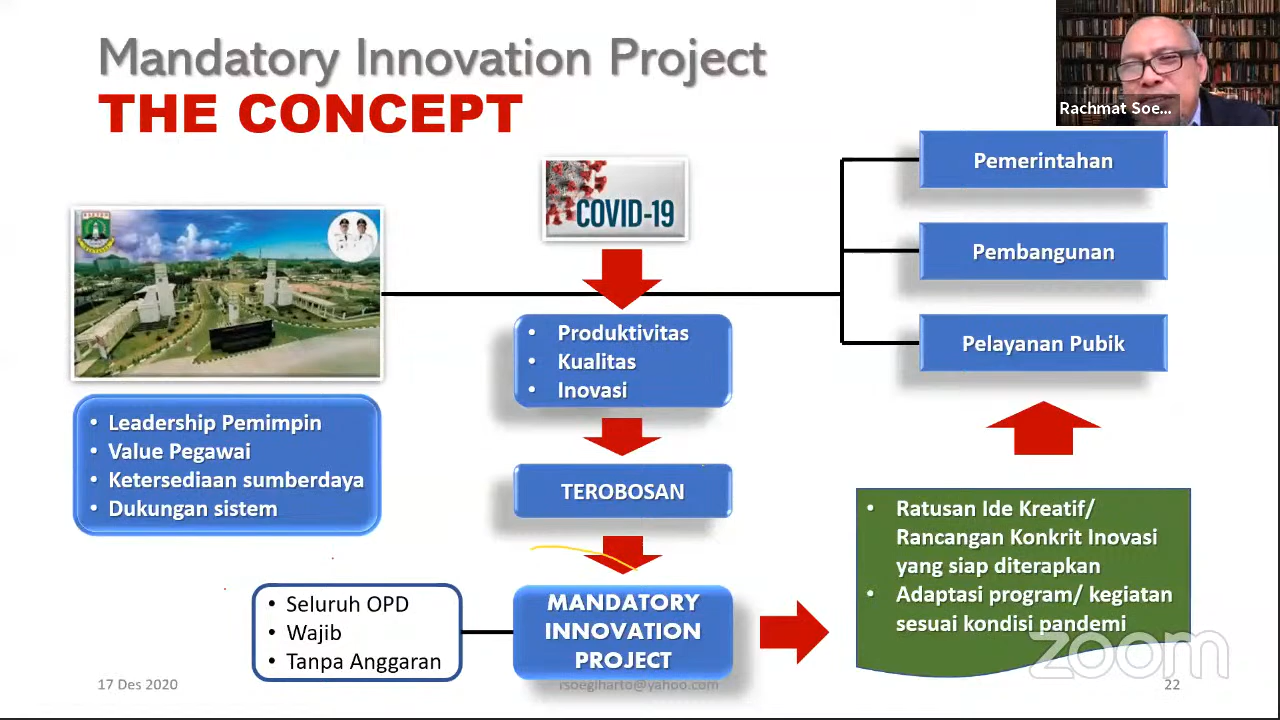 Mandatory Innovation Project
THE CONCEPT
Rachmat Soe...
COVID-19
Pemerintahan
Pembangunan
Pelayanan Pubik
• Produktivitas
• Kualitas
• Inovasi
• Leadership Pemimpin
• Value Pegawai
• Ketersediaan sumberdaya
• Dukungan sistem
TEROBOSAN
• Ratusan Ide Kreatif/
Rancangan Konkrit Inovasi
yang siap diterapkan
• Adaptasi program/ kegiatan
sesuai kondisi pandemi
• Seluruh OPD
• Wajib
• Tanpa Anggaran
MANDATORY
INNOVATION
PROJECT
zoom
17 Des 2020
rsoegiharto@yahoo.com
22